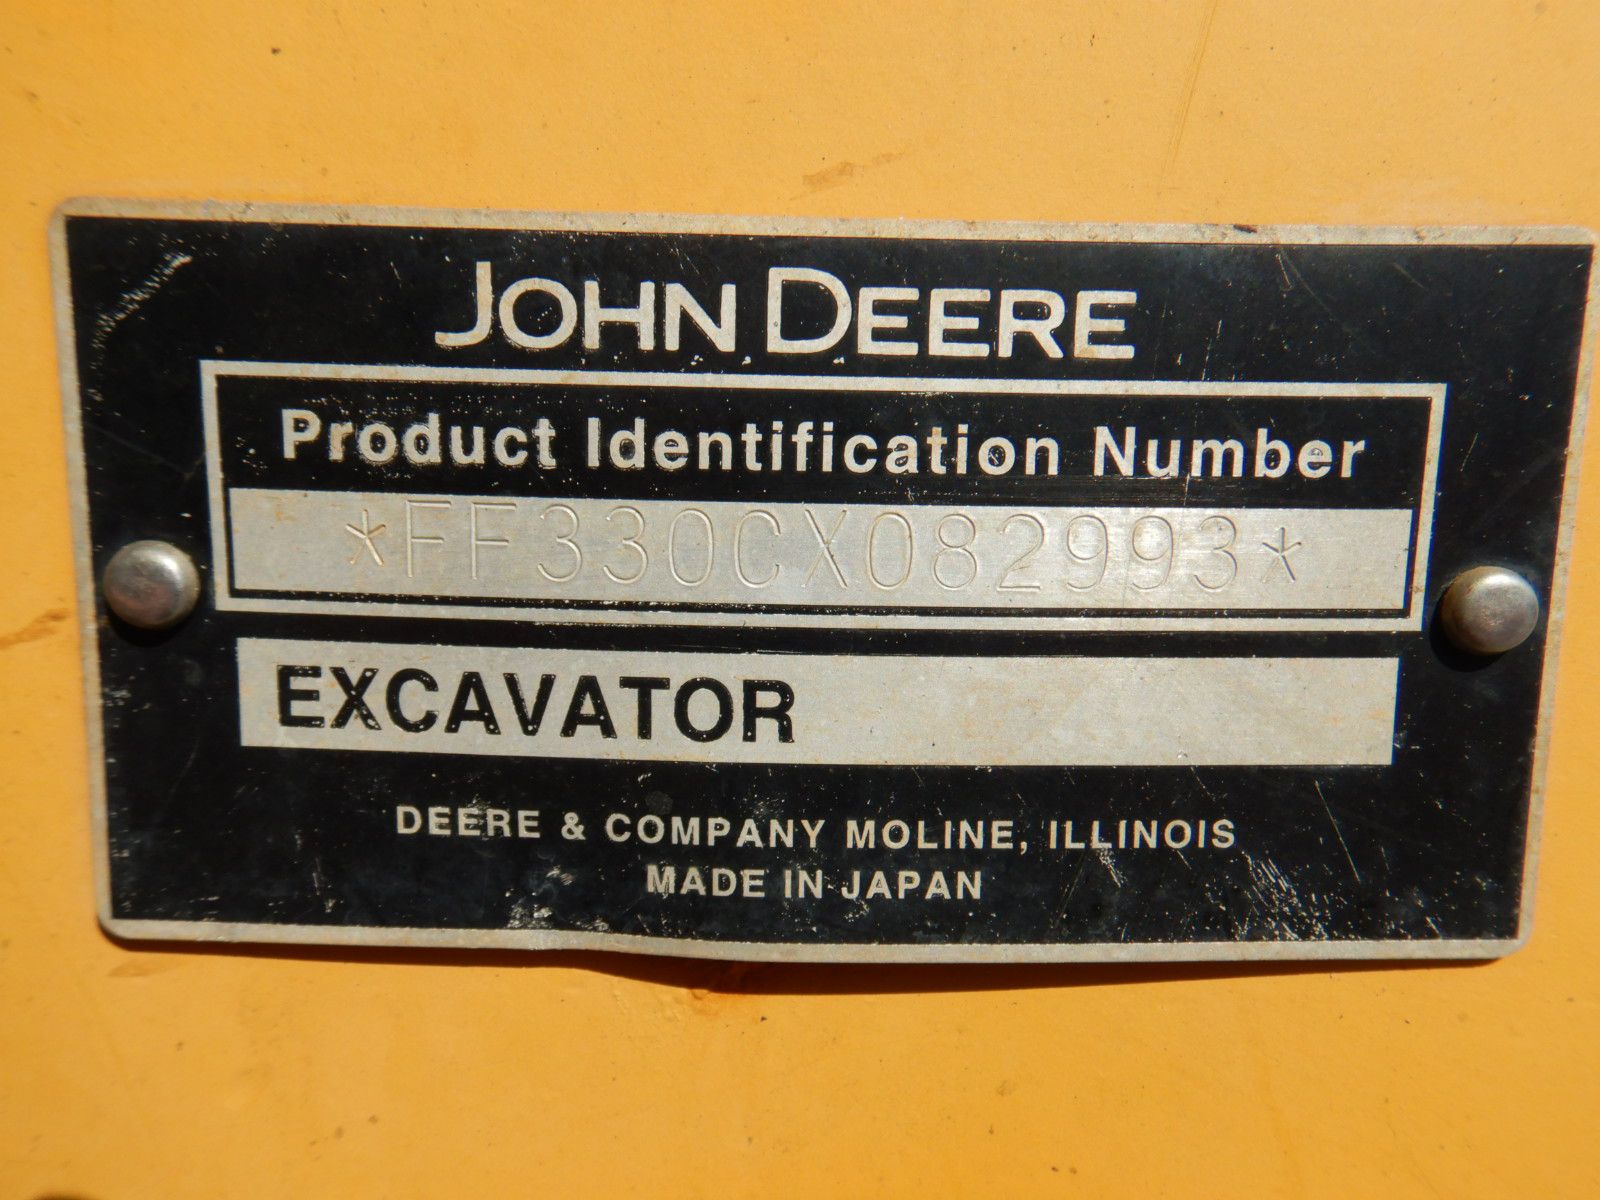 JOHN DEERE
Product Identification Number
*FF330CX082993*
EXCAVATOR
DEERE & COMPANY MOLINE, ILLINOIS
MADE IN JAPAN